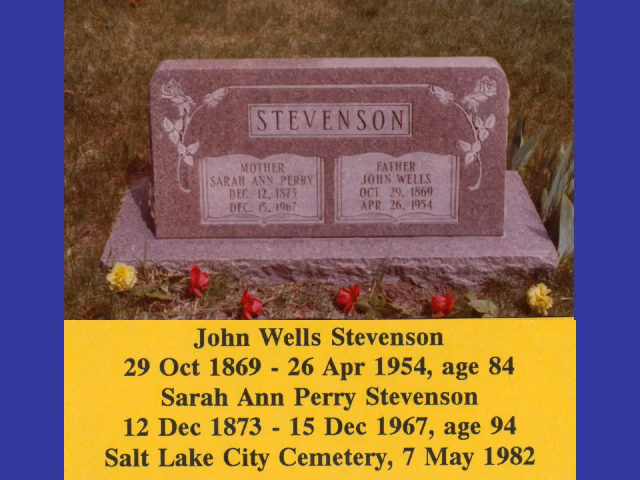 STEVENSON
MOTHER
SARAH ANN PERRY
DEC. 12, 1873
DEC. 15, 1967
FATHER
JOHN WELLS
OCT. 29, 1869
APR. 26, 1954
John Wells Stevenson
29 Oct 1869 - 26 Apr 1954, age 84
Sarah Ann Perry Stevenson
12 Dec 1873 - 15 Dec 1967, age 94
Salt Lake City Cemetery, 7 May 1982